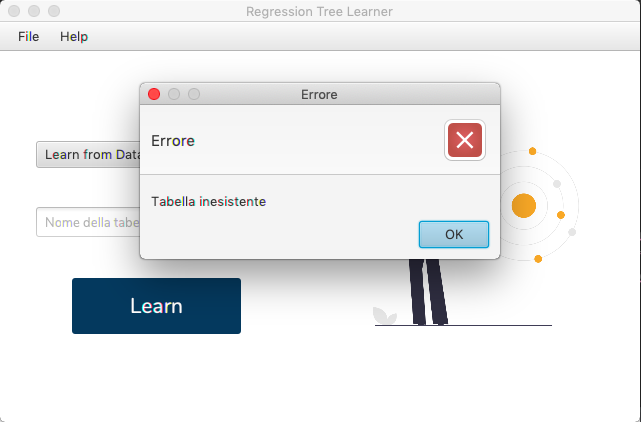 Regression Tree Learner
File Help
Errore
Errore
Learn from Data
Tabella inesistente
Nome della tabe
OK
Learn